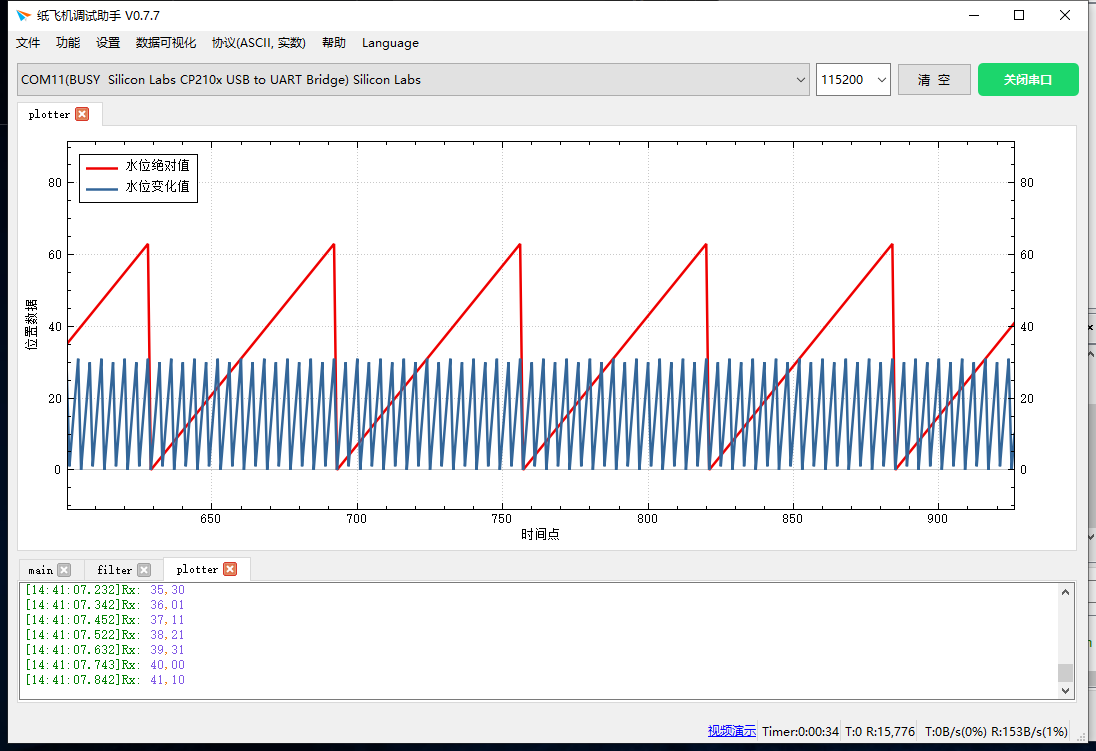 纸飞机调试助手 V0.7.7
文件 功能 设置 数据可视化 协议(ASCII, 实数) 帮助 Language
COM11(BUSY  Silicon Labs CP210x USB to UART Bridge) Silicon Labs 115200 清 空 关闭串口
plotter
水位绝对值
水位变化值
80 80
60 60
40 40
20 20
0 0
位置数据
650 700 750 800 850 900
时间点
main filter plotter
[14:41:07.232]Rx: 35,30
[14:41:07.342]Rx: 36,01
[14:41:07.452]Rx: 37,11
[14:41:07.522]Rx: 38,21
[14:41:07.632]Rx: 39,31
[14:41:07.743]Rx: 40,00
[14:41:07.842]Rx: 41,10
视频演示 Timer:0:00:34 T:0 R:15,776 T:0B/s(0%) R:153B/s(1%)